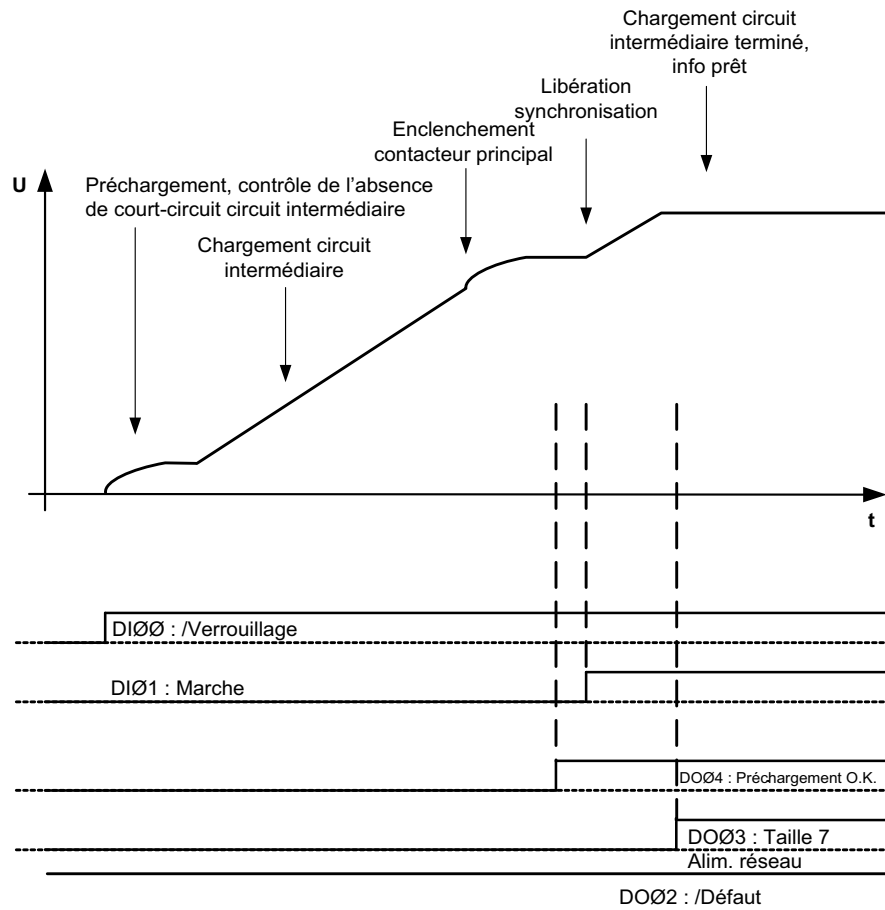 Chargement circuit
intermédiaire terminé,
info prêt
Libération
synchronisation
Enclenchement
contacteur principal
U
Préchargement, contrôle de l'absence
de court-circuit circuit intermédiaire
Chargement circuit
intermédiaire
t
DIØØ : /Verrouillage
DIØ1 : Marche
DOØ4 : Préchargement O.K.
DOØ3 : Taille 7
Alim. réseau
DOØ2 : /Défaut